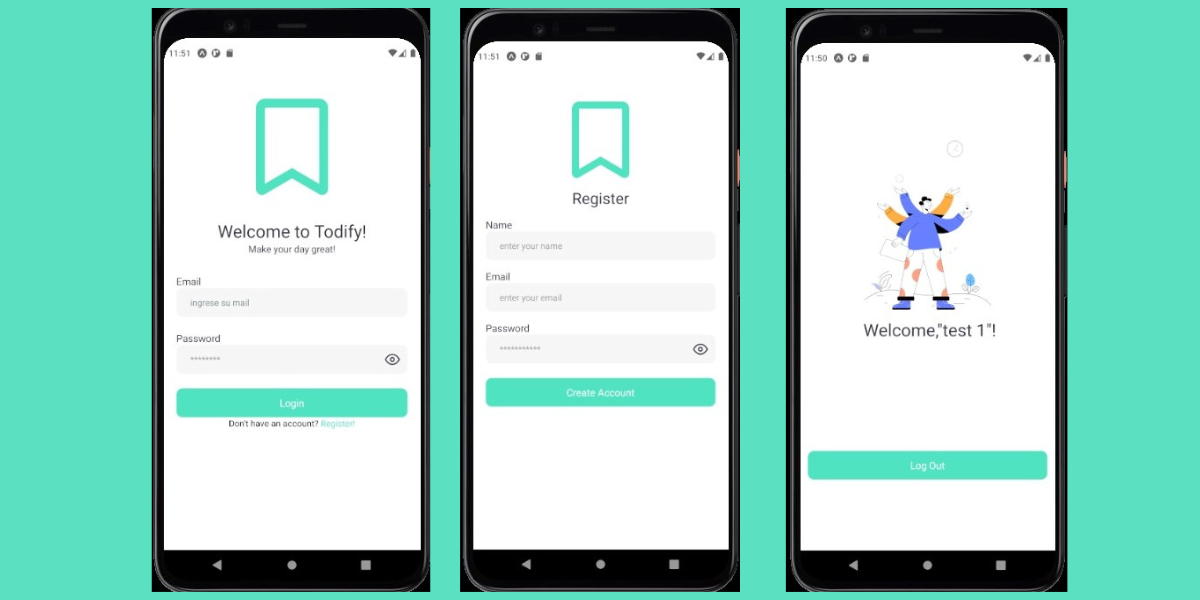 11:51
Welcome to Todify!
Make your day great!
Email
ingrese su mail
Password
********
Login
Don't have an account? Register!
11:51
Register
Name
enter your name
Email
enter your email
Password
***********
Create Account
11:50
Welcome,"test 1"!
Log Out